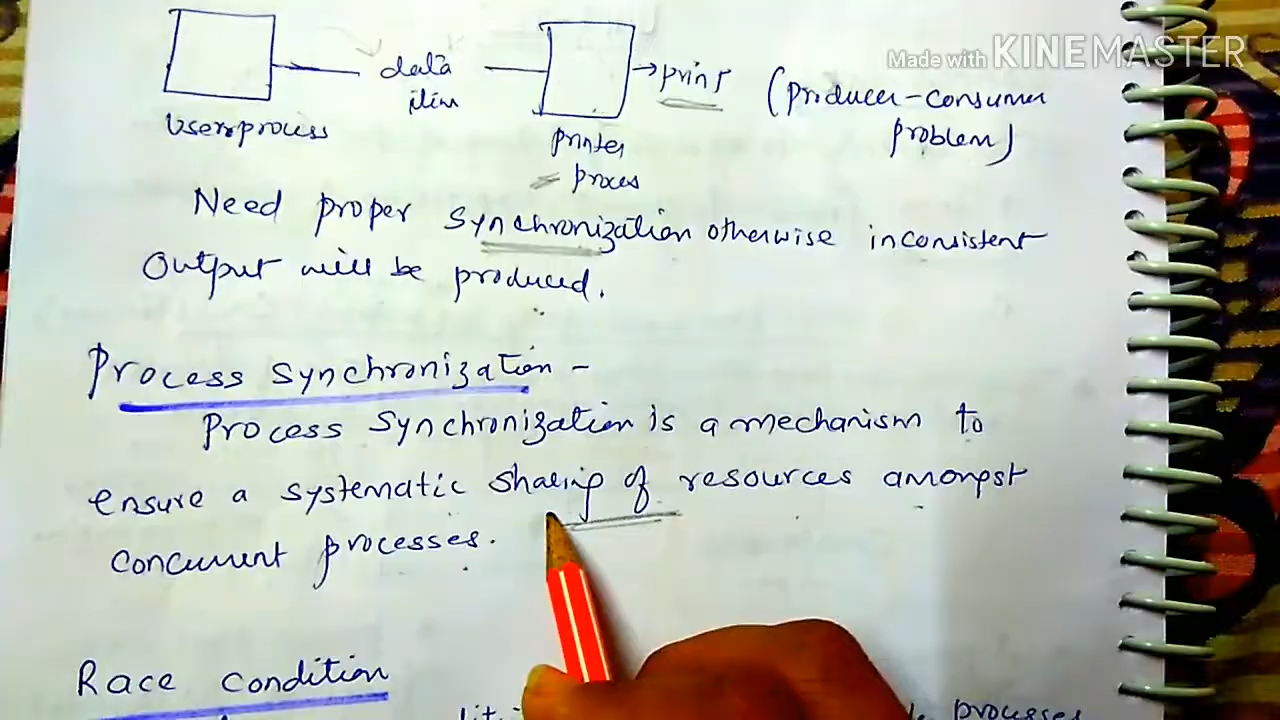 Made with KINEMASTER
data item
print
(producer-consumer problem)
User process
printer
proces
Need proper synchronization otherwise inconsistent
Output will be produced.
Process synchronization -
Process synchronization is a mechanism to
ensure a systematic sharing of resources amongst
concurrent processes.
Race condition
processes